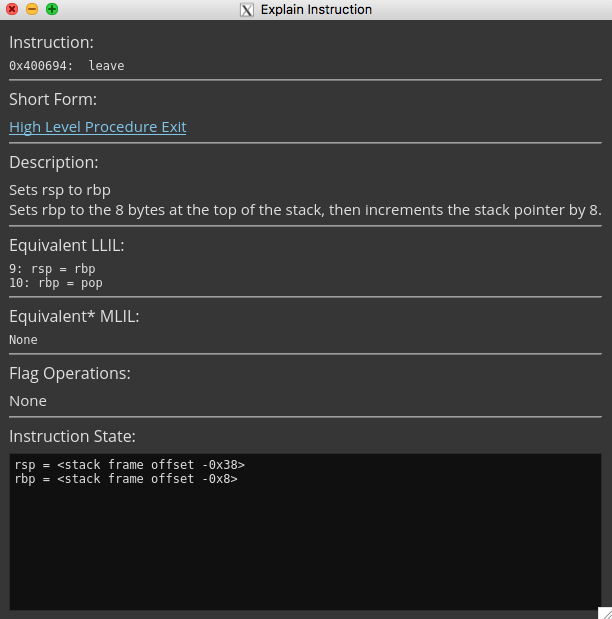 Explain Instruction
Instruction:
0x400694:  leave
Short Form:
High Level Procedure Exit
Description:
Sets rsp to rbp
Sets rbp to the 8 bytes at the top of the stack, then increments the stack pointer by 8.
Equivalent LLIL:
9: rsp = rbp
10: rbp = pop
Equivalent* MLIL:
None
Flag Operations:
None
Instruction State:
rsp = <stack frame offset -0x38>
rbp = <stack frame offset -0x8>